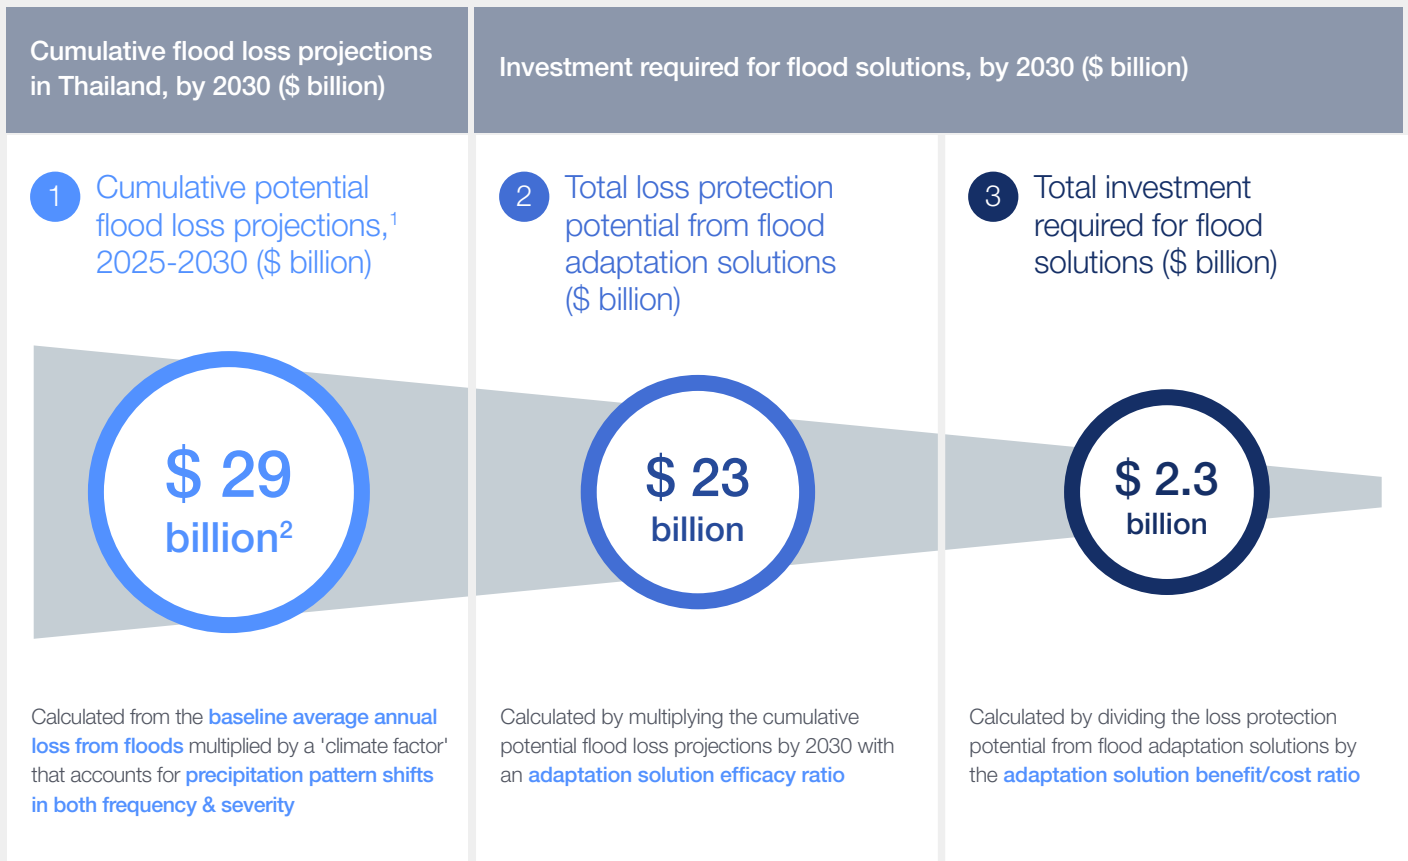 Cumulative flood loss projections
in Thailand, by 2030 ($ billion)
Investment required for flood solutions, by 2030 ($ billion)
1
Cumulative potential
flood loss projections,¹
2025-2030 ($ billion)
$ 29
billion²
Calculated from the baseline average annual
loss from floods multiplied by a 'climate factor'
that accounts for precipitation pattern shifts
in both frequency & severity
2
Total loss protection
potential from flood
adaptation solutions
($ billion)
$ 23
billion
Calculated by multiplying the cumulative
potential flood loss projections by 2030 with
an adaptation solution efficacy ratio
3
Total investment
required for flood
solutions ($ billion)
$ 2.3
billion
Calculated by dividing the loss protection
potential from flood adaptation solutions by
the adaptation solution benefit/cost ratio